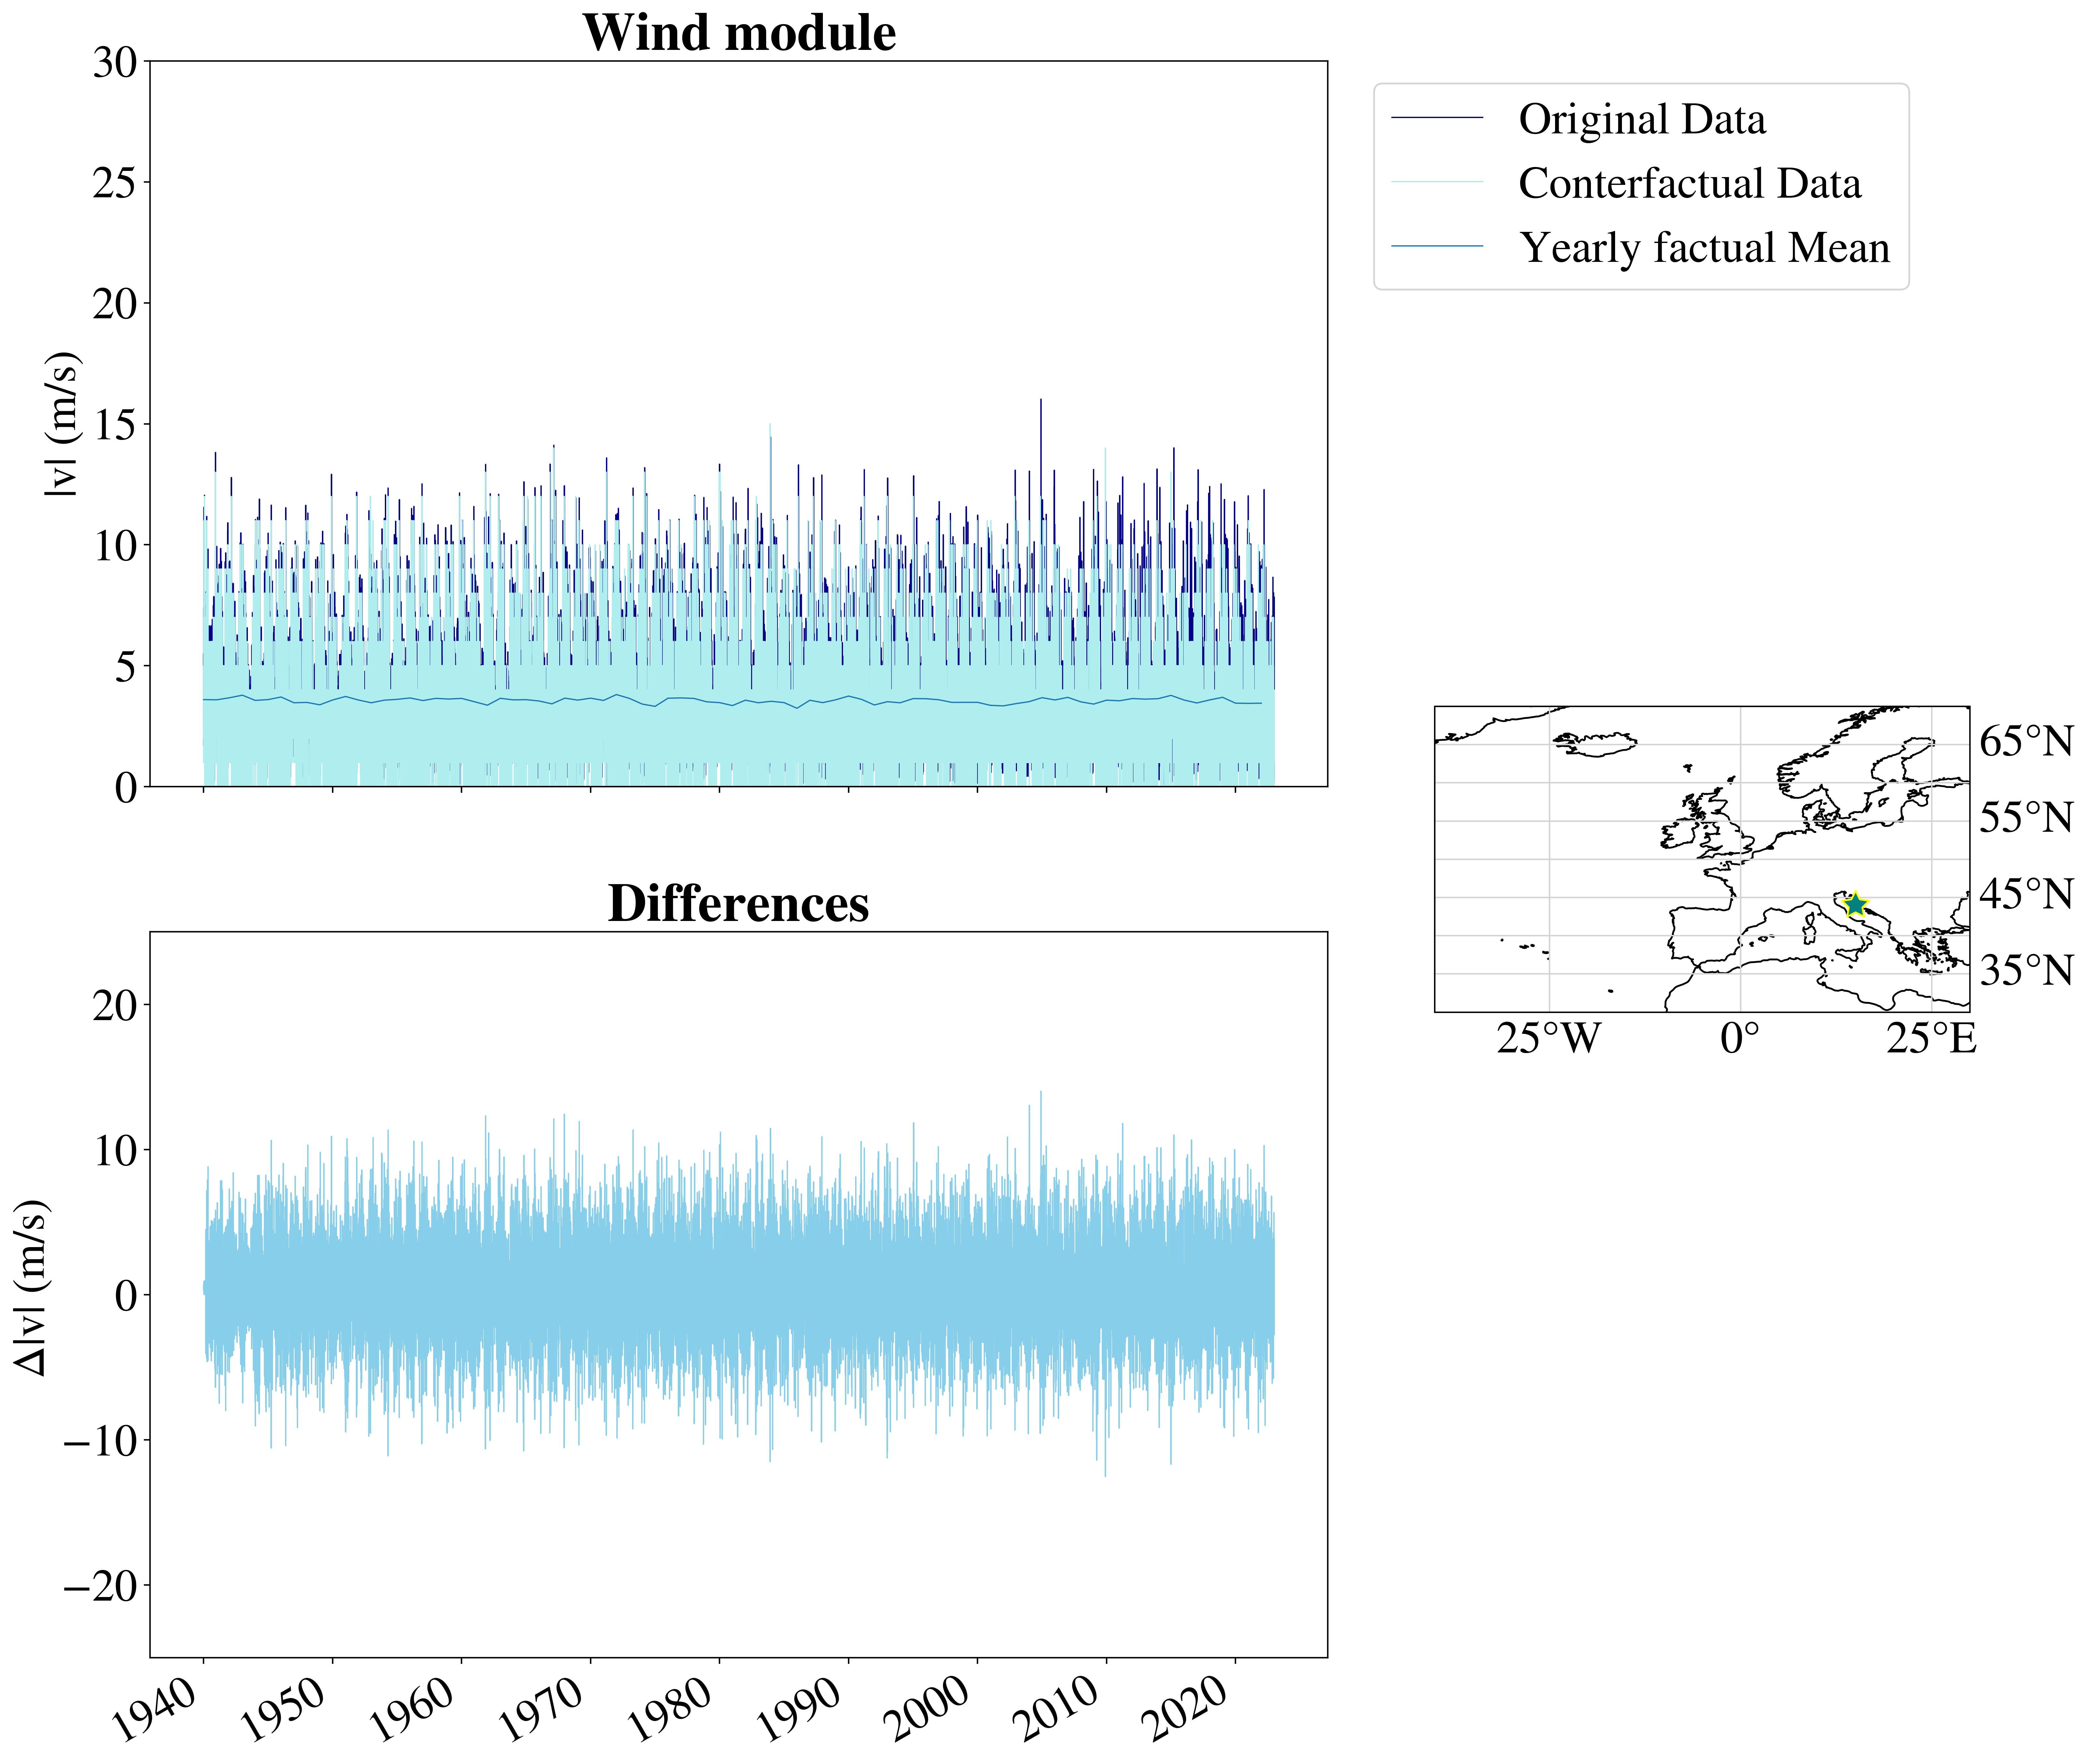 Wind module
30
25
20
15
10
5
0
|v| (m/s)
Original Data
Conterfactual Data
Yearly factual Mean
65°N
55°N
45°N
35°N
25°W 0° 25°E
Differences
20
10
0
−10
−20
Δ|v| (m/s)
1940 1950 1960 1970 1980 1990 2000 2010 2020